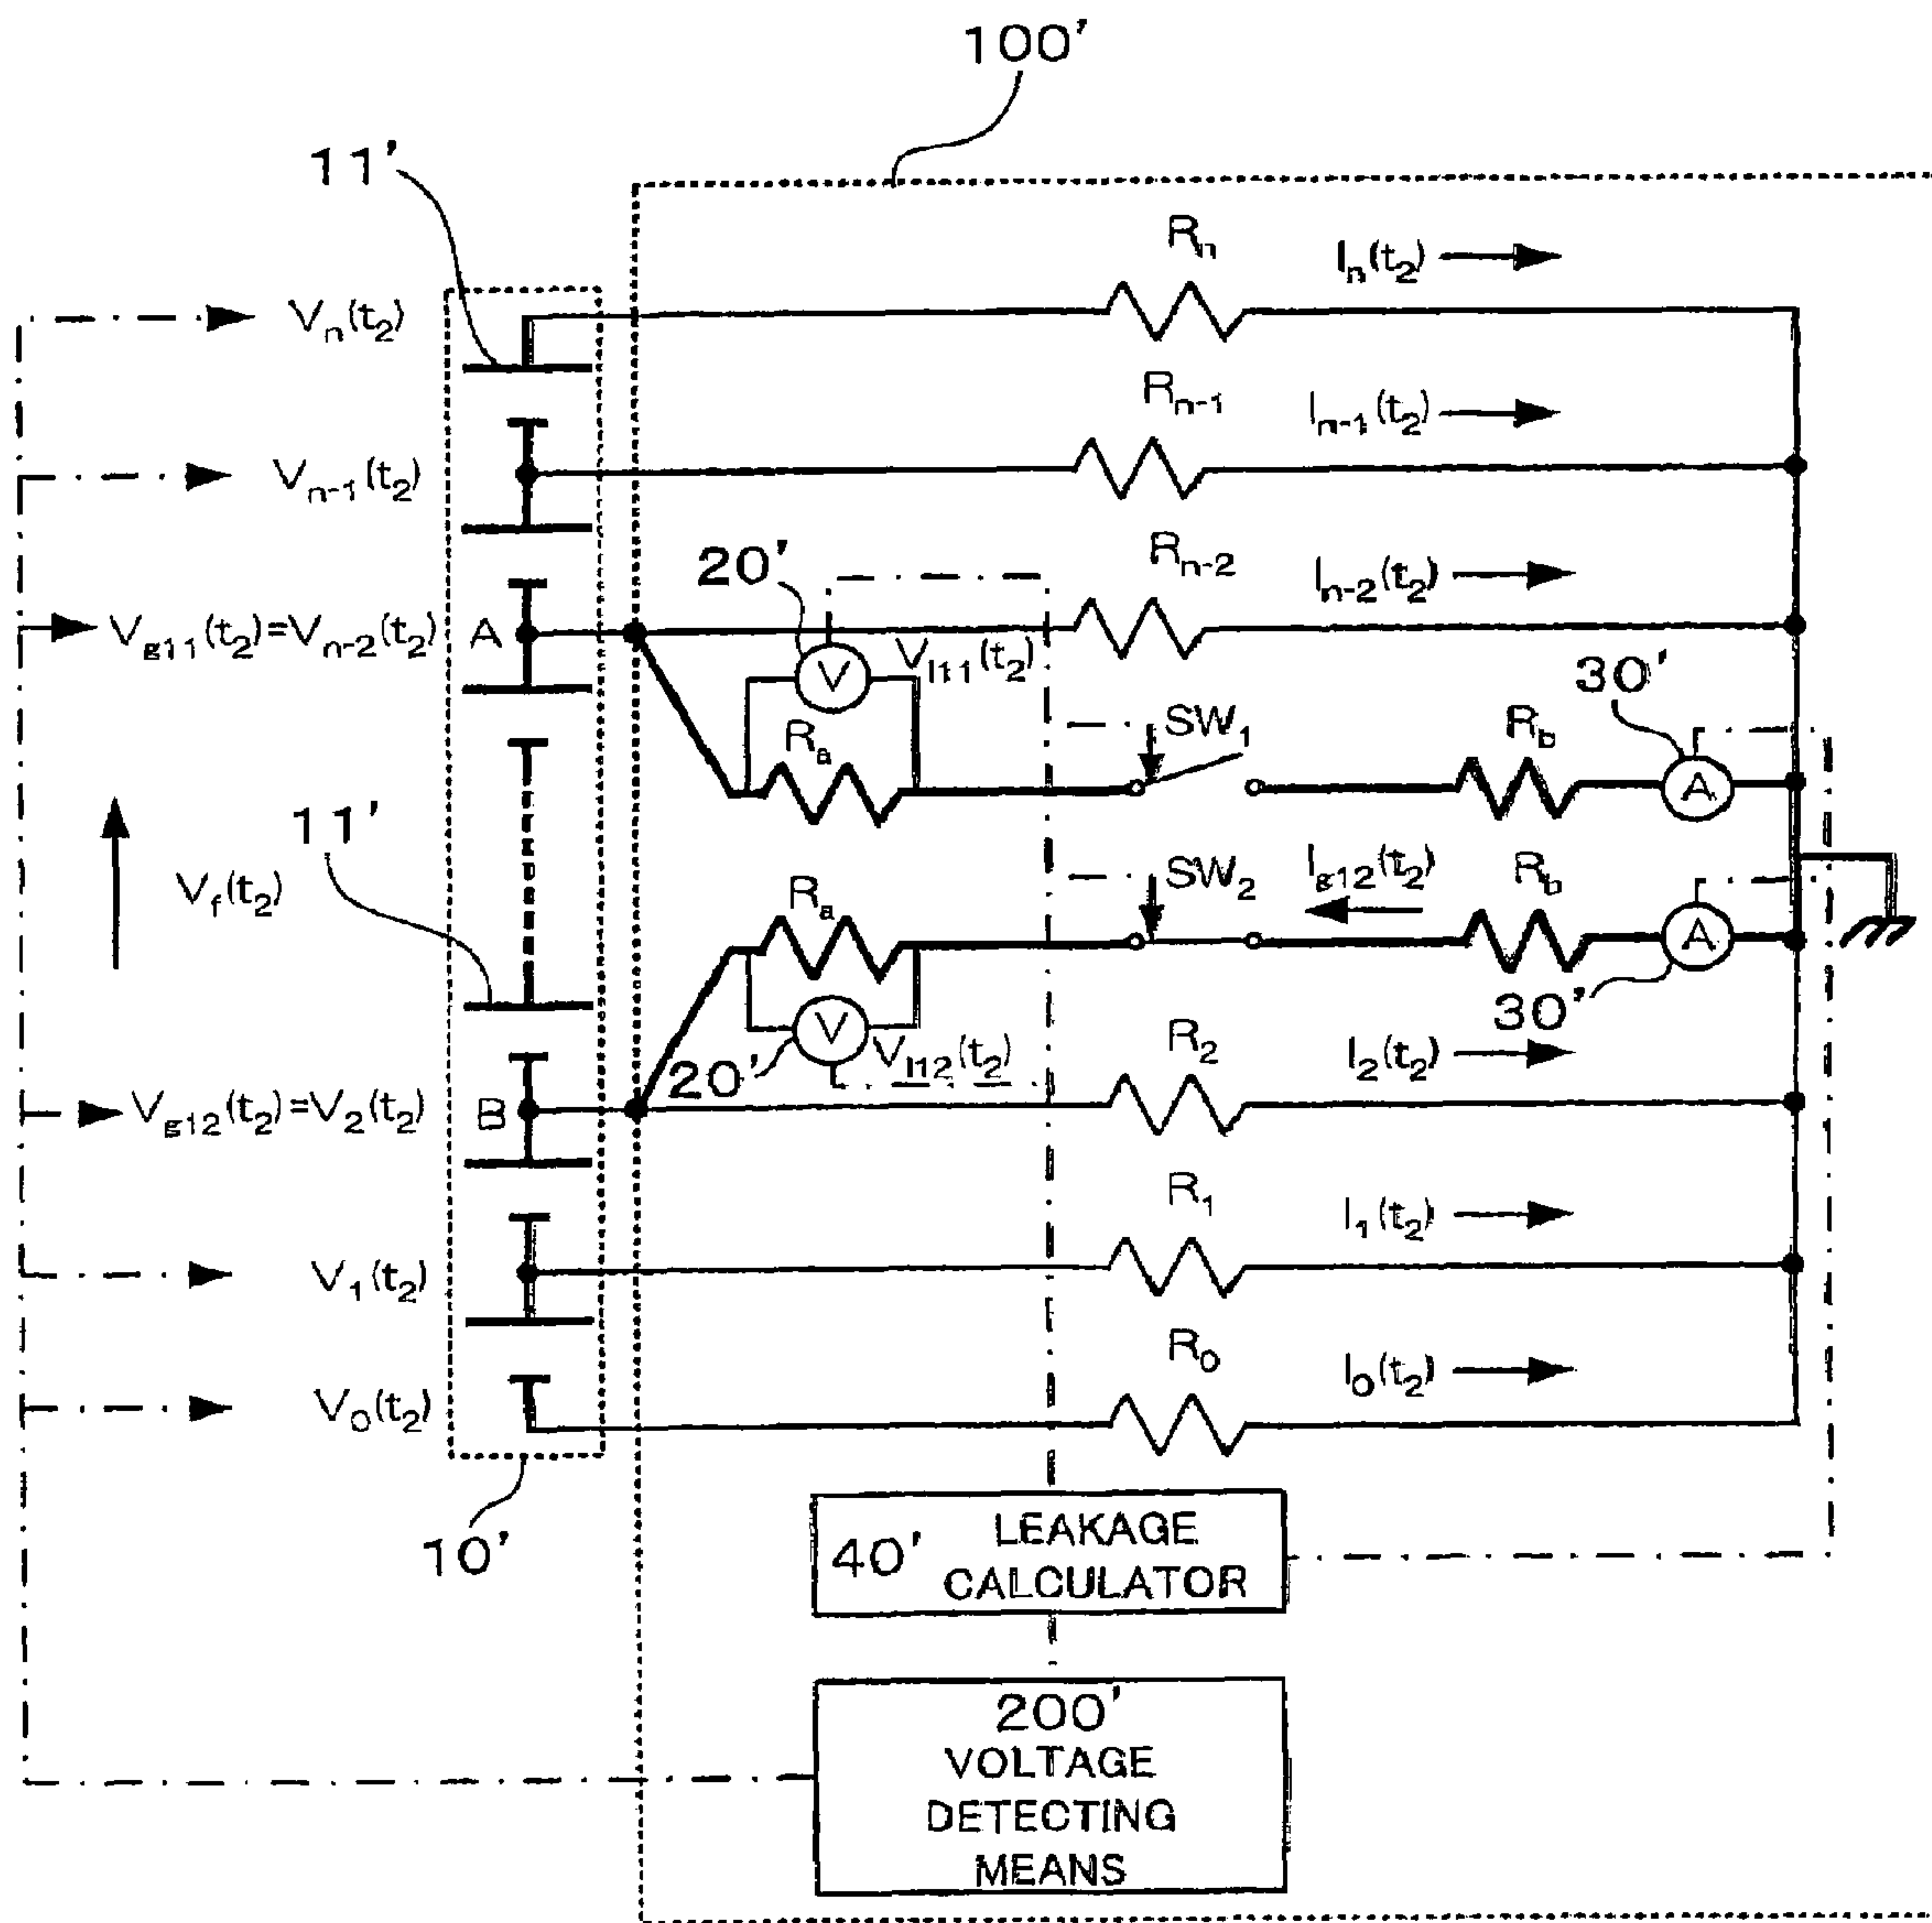 100'
11'
Rn
In(t2)
Vn(t2)
Rn-1
In-1(t2)
Vn-1(t2)
20'
Rn-2
In-2(t2)
Vg11(t2)=Vn-2(t2)
A
V
Vl11(t2)
30'
Ra
SW1
Rb
A
11'
Vf(t2)
Ra
SW2
Ig12(t2)
Rb
A
20'
V
Vl12(t2)
R2
I2(t2)
30'
Vg12(t2)=V2(t2)
B
R1
I1(t2)
V1(t2)
R0
I0(t2)
V0(t2)
10'
40'
LEAKAGE
CALCULATOR
200'
VOLTAGE
DETECTING
MEANS